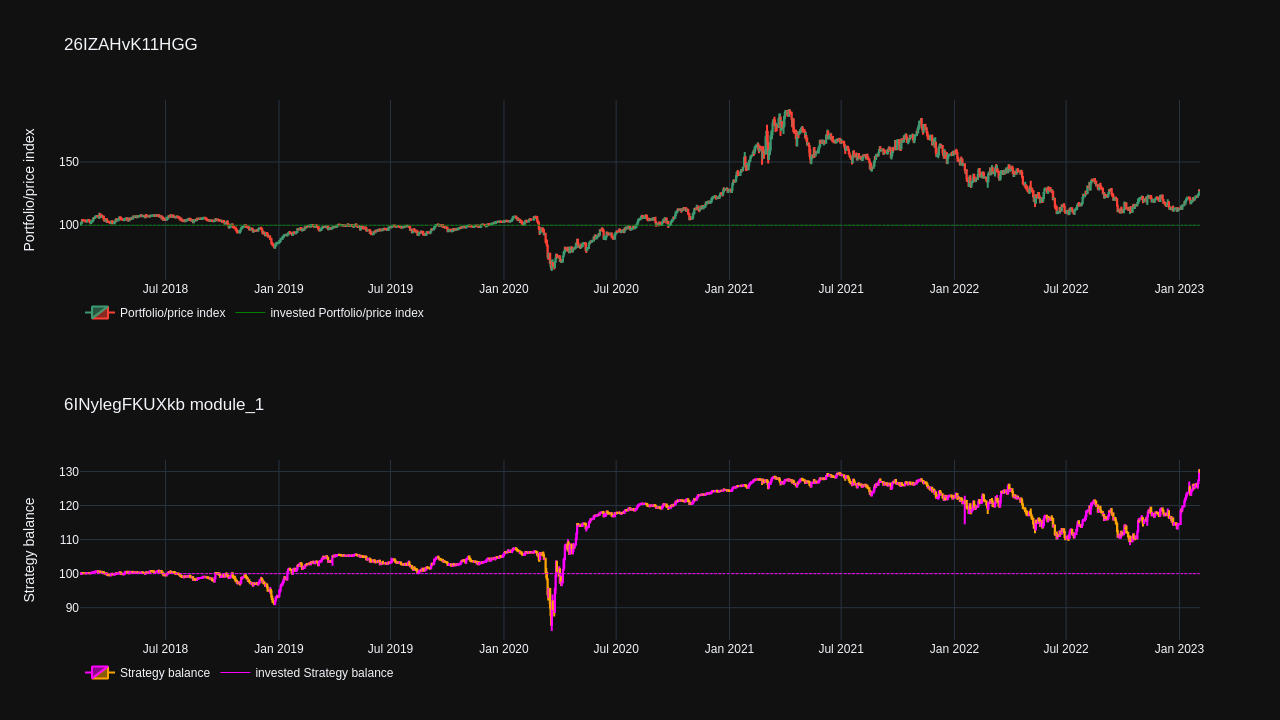 26IZAHvK11HGG
Portfolio/price index
150
100
Jul 2018 Jan 2019 Jul 2019 Jan 2020 Jul 2020 Jan 2021 Jul 2021 Jan 2022 Jul 2022 Jan 2023
Portfolio/price index invested Portfolio/price index
6INylegFKUXkb module_1
Strategy balance
130
120
110
100
90
Jul 2018 Jan 2019 Jul 2019 Jan 2020 Jul 2020 Jan 2021 Jul 2021 Jan 2022 Jul 2022 Jan 2023
Strategy balance invested Strategy balance